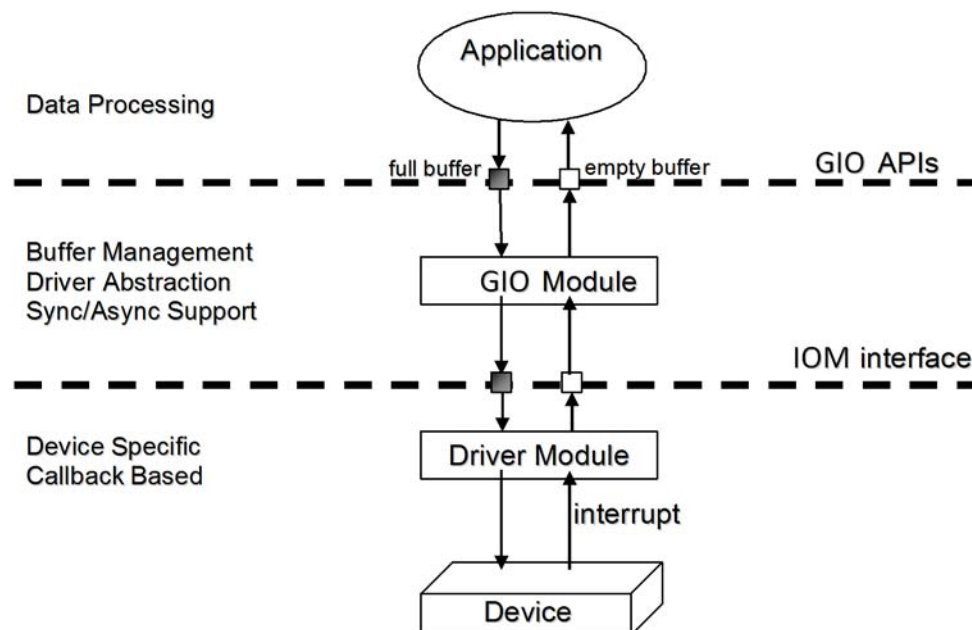 Application
Data Processing
full buffer
empty buffer
GIO APIs
Buffer Management
Driver Abstraction
Sync/Async Support
GIO Module
IOM interface
Device Specific
Callback Based
Driver Module
interrupt
Device